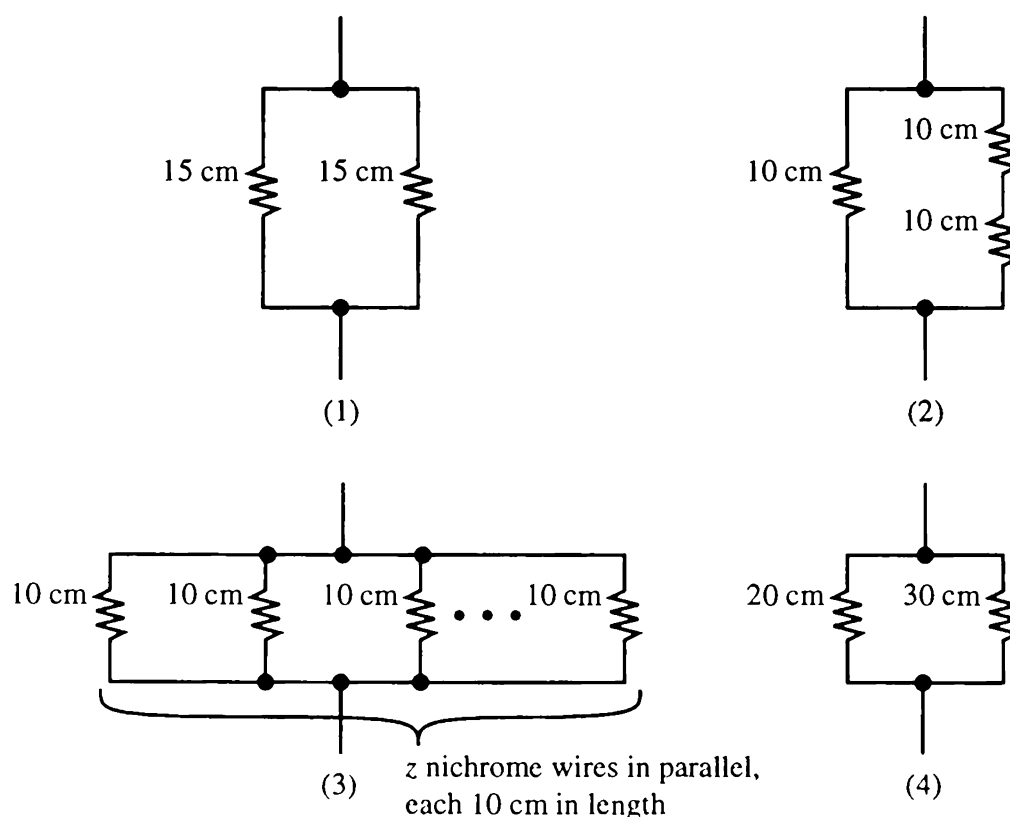 15 cm
15 cm
(1)
10 cm
10 cm
10 cm
(2)
10 cm
10 cm
10 cm
10 cm
z nichrome wires in parallel,
each 10 cm in length
(3)
20 cm
30 cm
(4)